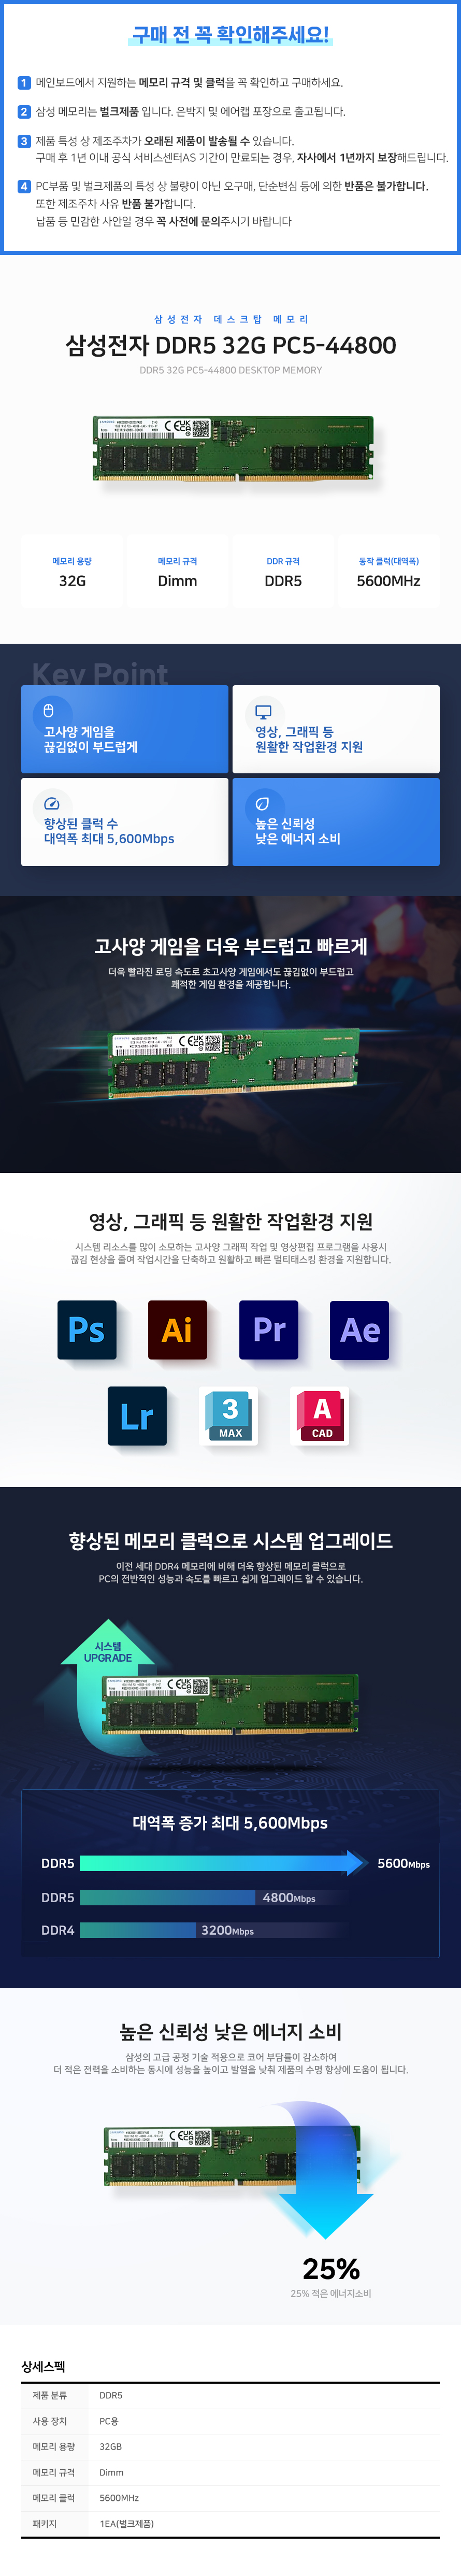 구매 전 꼭 확인해주세요!
1 메인보드에서 지원하는 메모리 규격 및 클럭을 꼭 확인하고 구매하세요.
2 삼성 메모리는 벌크제품 입니다. 은박지 및 에어캡 포장으로 출고됩니다.
3 제품 특성 상 제조주차가 오래된 제품이 발송될 수 있습니다.
구매 후 1년 이내 공식 서비스센터AS 기간이 만료되는 경우, 자사에서 1년까지 보장해드립니다.
4 PC부품 및 벌크제품의 특성 상 불량이 아닌 오구매, 단순변심 등에 의한 반품은 불가합니다.
또한 제조주차 사유 반품 불가합니다.
납품 등 민감한 사안일 경우 꼭 사전에 문의주시기 바랍니다
삼성전자 데스크탑 메모리
삼성전자 DDR5 32G PC5-44800
DDR5 32G PC5-44800 DESKTOP MEMORY
메모리 용량
32G
메모리 규격
Dimm
DDR 규격
DDR5
동작 클럭(대역폭)
5600MHz
Key Point
고사양 게임을
끊김없이 부드럽게
영상, 그래픽 등
원활한 작업환경 지원
향상된 클럭 수
대역폭 최대 5,600Mbps
높은 신뢰성
낮은 에너지 소비
고사양 게임을 더욱 부드럽고 빠르게
더욱 빨라진 로딩 속도로 초고사양 게임에서도 끊김없이 부드럽고
쾌적한 게임 환경을 제공합니다.
영상, 그래픽 등 원활한 작업환경 지원
시스템 리소스를 많이 소모하는 고사양 그래픽 작업 및 영상편집 프로그램을 사용시
끊김 현상을 줄여 작업시간을 단축하고 원활하고 빠른 멀티태스킹 환경을 지원합니다.
Ps Ai Pr Ae
Lr 3 MAX A CAD
향상된 메모리 클럭으로 시스템 업그레이드
이전 세대 DDR4 메모리에 비해 더욱 향상된 메모리 클럭으로
PC의 전반적인 성능과 속도를 빠르고 쉽게 업그레이드 할 수 있습니다.
시스템
UPGRADE
대역폭 증가 최대 5,600Mbps
DDR5 5600Mbps
DDR5 4800Mbps
DDR4 3200Mbps
높은 신뢰성 낮은 에너지 소비
삼성의 고급 공정 기술 적용으로 코어 부담률이 감소하여
더 적은 전력을 소비하는 동시에 성능을 높이고 발열을 낮춰 제품의 수명 향상에 도움이 됩니다.
25%
25% 적은 에너지소비
상세스펙
제품 분류 DDR5
사용 장치 PC용
메모리 용량 32GB
메모리 규격 Dimm
메모리 클럭 5600MHz
패키지 1EA(벌크제품)